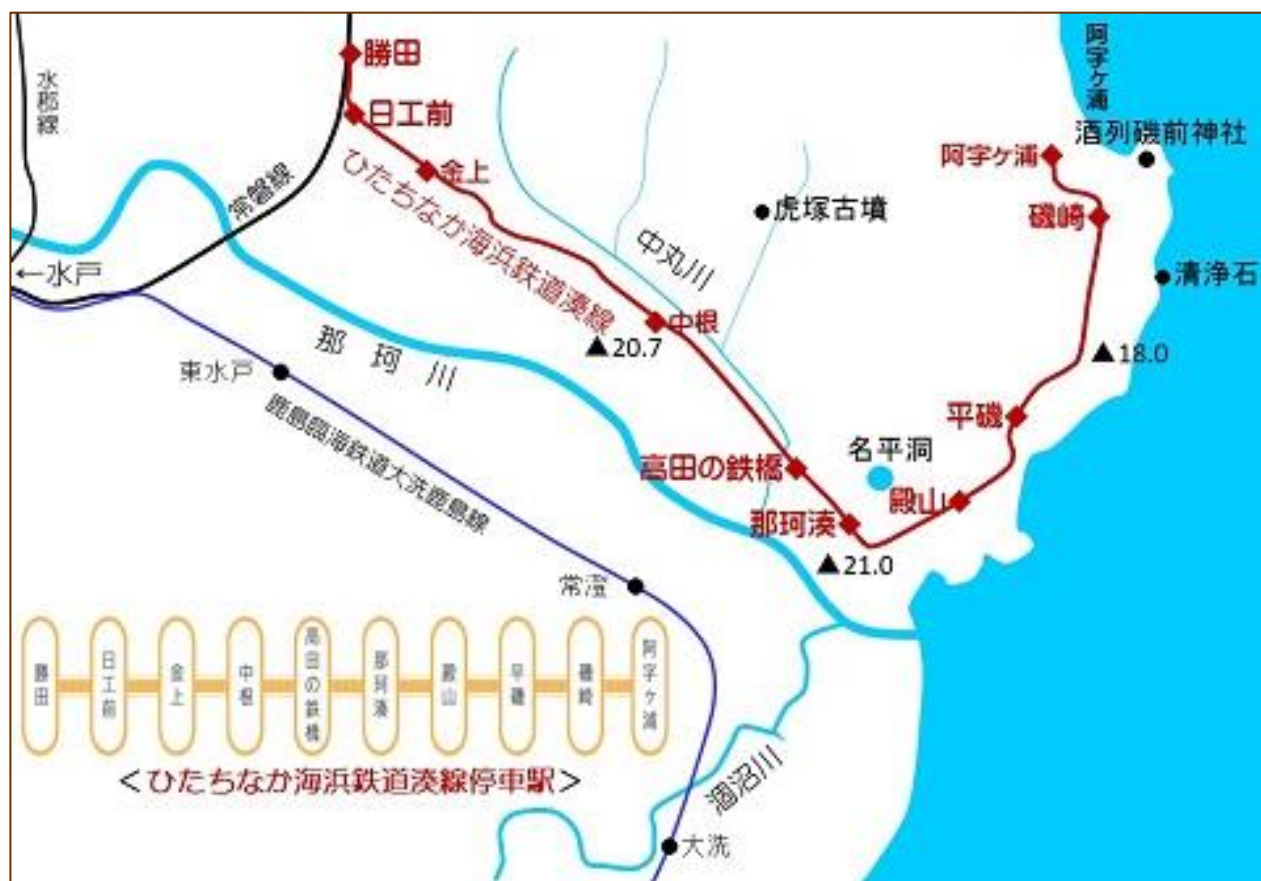 勝田
日工前
金上
ひたちなか海浜鉄道湊線
水郡線
常磐線
←水戸
中丸川
虎塚古墳
阿字ヶ浦
酒列磯前神社
阿字ヶ浦
磯崎
清浄石
中根
▲20.7
▲18.0
那珂川
東水戸
鹿島臨海鉄道大洗鹿島線
平磯
名平洞
高田の鉄橋
殿山
那珂湊
▲21.0
常澄
勝田
日工前
金上
中根
高田の鉄橋
那珂湊
殿山
平磯
磯崎
阿字ヶ浦
<ひたちなか海浜鉄道湊線停車駅>
涸沼川
大洗